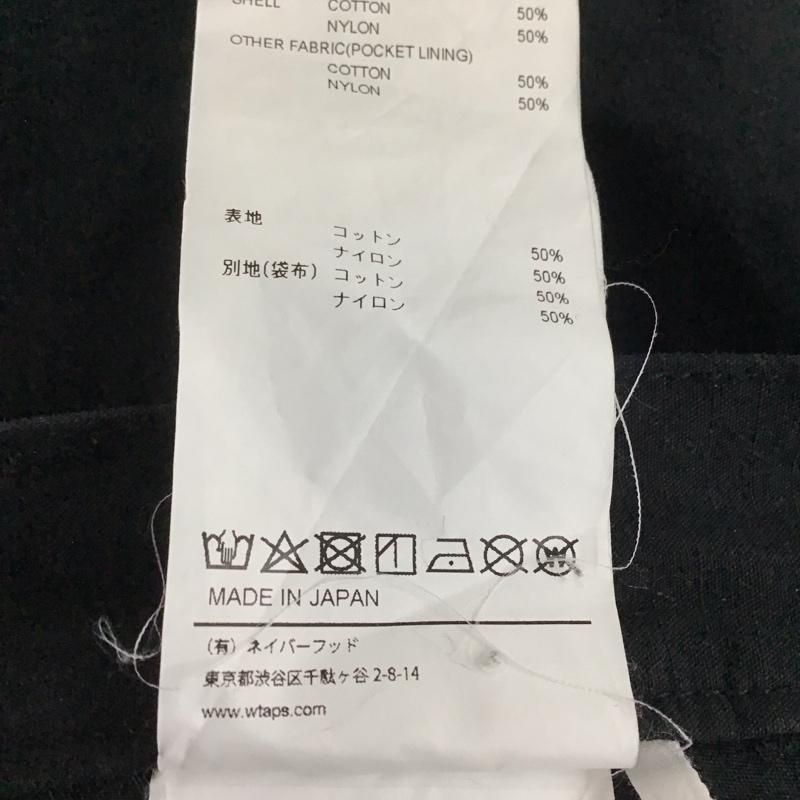 SHELL COTTON 50%
NYLON 50%
OTHER FABRIC(POCKET LINING)
COTTON 50%
NYLON 50%
表地 コットン 50%
ナイロン 50%
別地(袋布) コットン 50%
ナイロン 50%
MADE IN JAPAN
(有) ネイバーフッド
東京都渋谷区千駄ヶ谷 2-8-14
www.wtaps.com